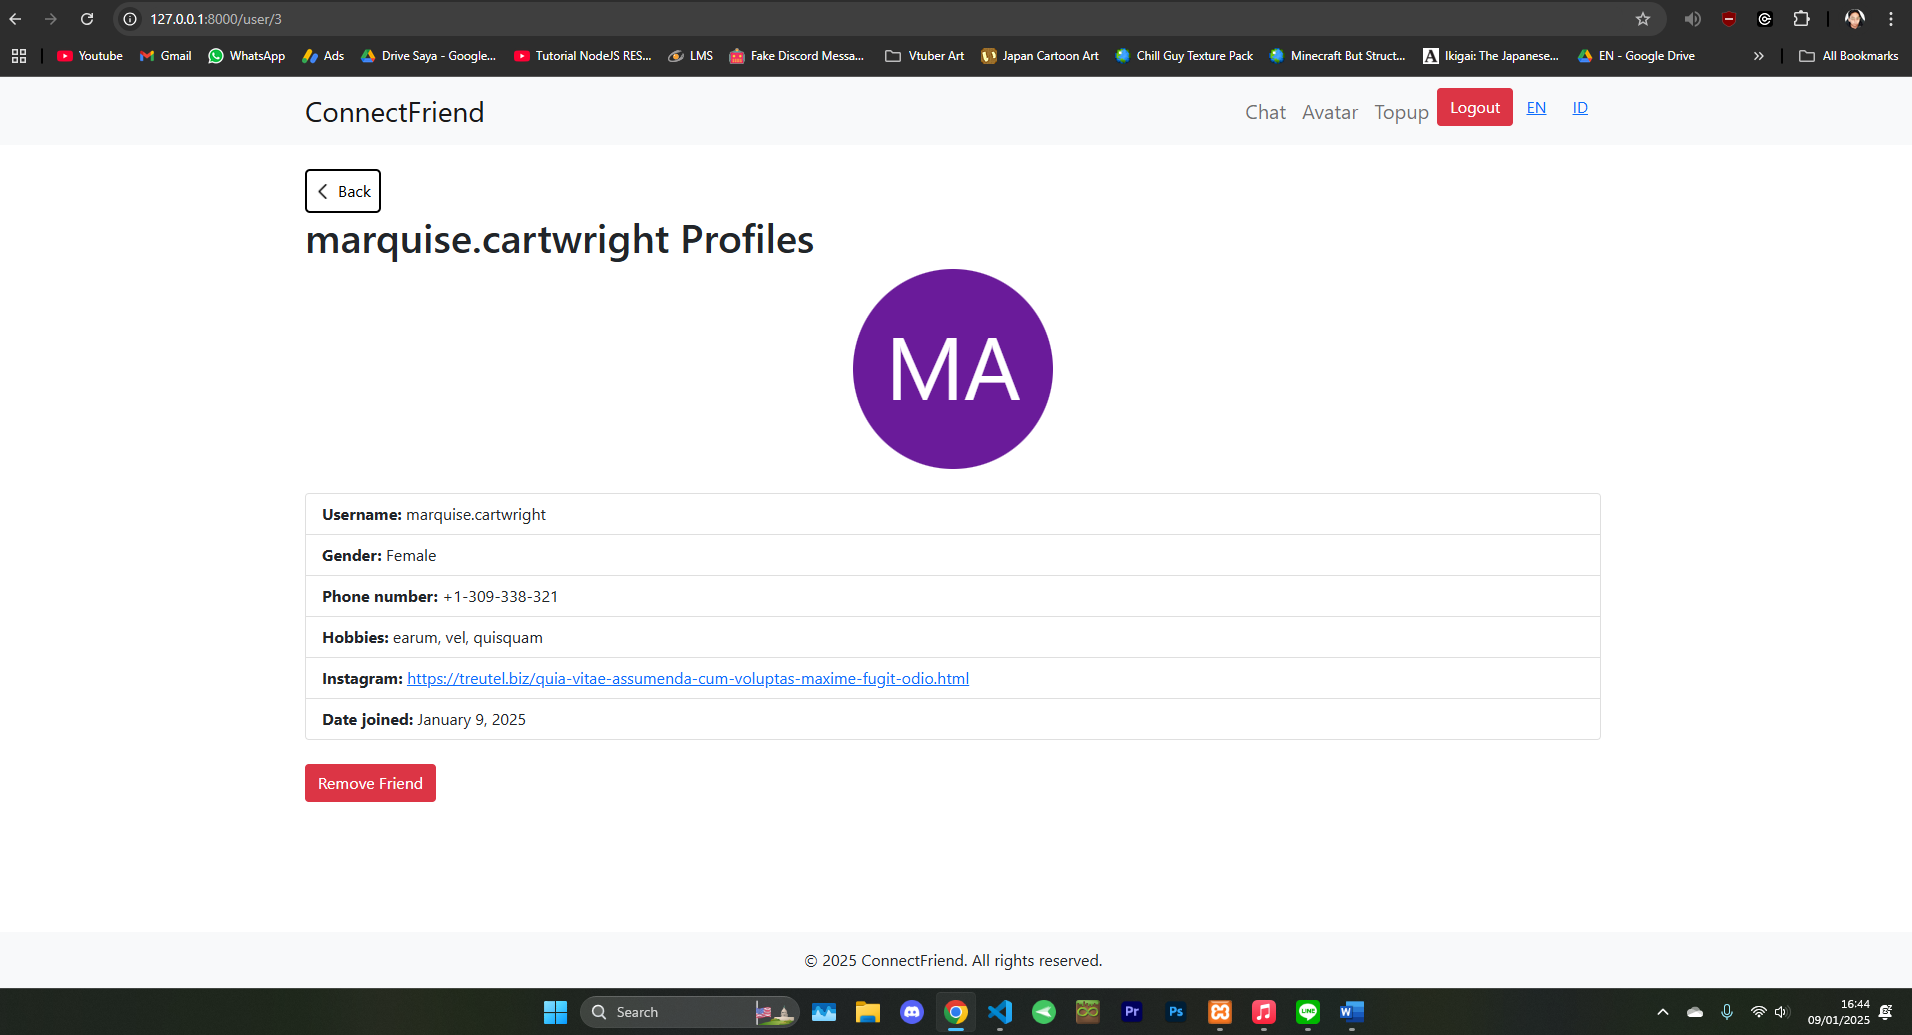 127.0.0.1:8000/user/3
Youtube Gmail WhatsApp Ads Drive Saya - Google... Tutorial NodeJS RES... LMS Fake Discord Messa... Vtuber Art Japan Cartoon Art Chill Guy Texture Pack Minecraft But Struct... Ikigai: The Japanese... EN - Google Drive » All Bookmarks
ConnectFriend Chat Avatar Topup Logout EN ID
Back
marquise.cartwright Profiles
MA
Username: marquise.cartwright
Gender: Female
Phone number: +1-309-338-321
Hobbies: earum, vel, quisquam
Instagram: https://treutel.biz/quia-vitae-assumenda-cum-voluptas-maxime-fugit-odio.html
Date joined: January 9, 2025
Remove Friend
© 2025 ConnectFriend. All rights reserved.
Search Pr Ps W 16:44
09/01/2025